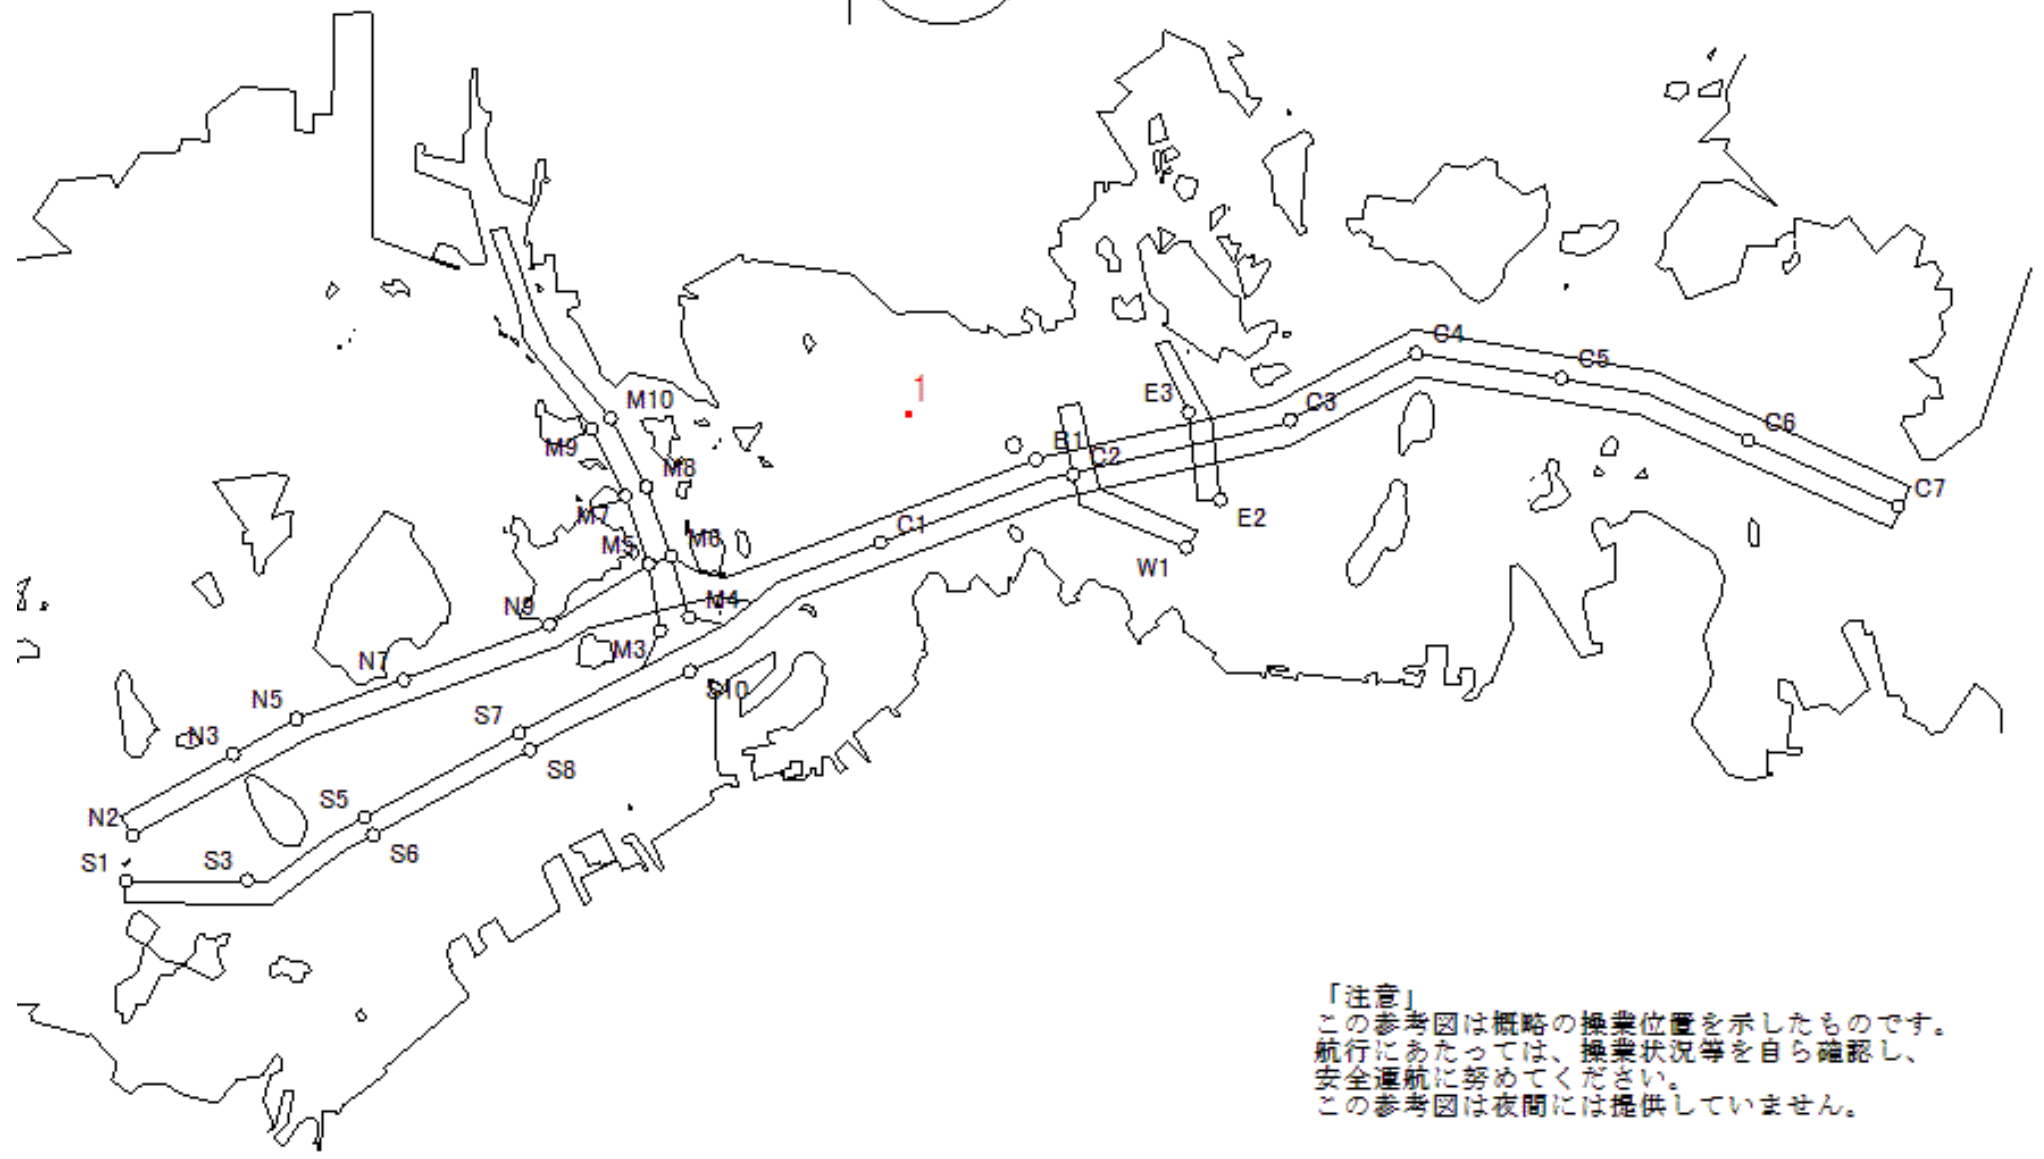 C4
C5
1
E3
M10
C3
C6
M9
B1
C2
M8
C7
M7
E2
C1
M5
M6
W1
N9
M4
M3
N7
S10
N5
S7
N3
S8
S5
N2
S6
S1
S3
「注意」
この参考図は概略の操業位置を示したものです。
航行にあたっては、操業状況等を自ら確認し、
安全運航に努めてください。
この参考図は夜間には提供していません。